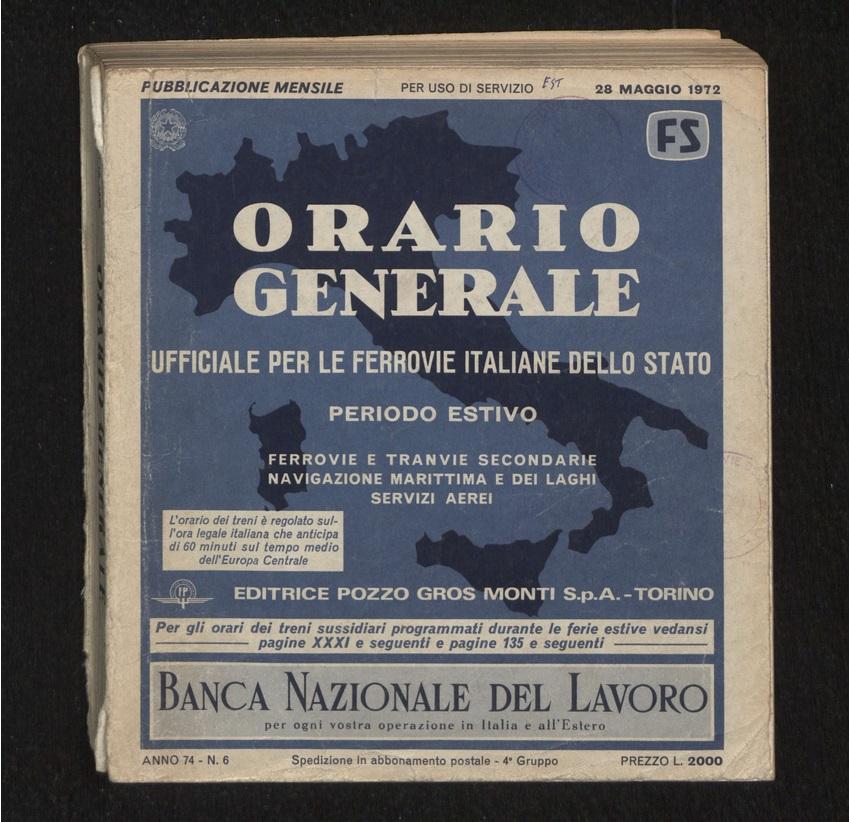 PUBBLICAZIONE MENSILE PER USO DI SERVIZIO EST 28 MAGGIO 1972
FS
ORARIO
GENERALE
UFFICIALE PER LE FERROVIE ITALIANE DELLO STATO
PERIODO ESTIVO
FERROVIE E TRANVIE SECONDARIE
NAVIGAZIONE MARITTIMA E DEI LAGHI
SERVIZI AEREI
L'orario dei treni è regolato sul-
l'ora legale italiana che anticipa
di 60 minuti sul tempo medio
dell'Europa Centrale
EDITRICE POZZO GROS MONTI S.p.A. - TORINO
Per gli orari dei treni sussidiari programmati durante le ferie estive vedansi
pagine XXXI e seguenti e pagine 135 e seguenti
BANCA NAZIONALE DEL LAVORO
per ogni vostra operazione in Italia e all'Estero
ANNO 74 - N. 6 Spedizione in abbonamento postale - 4° Gruppo PREZZO L. 2000